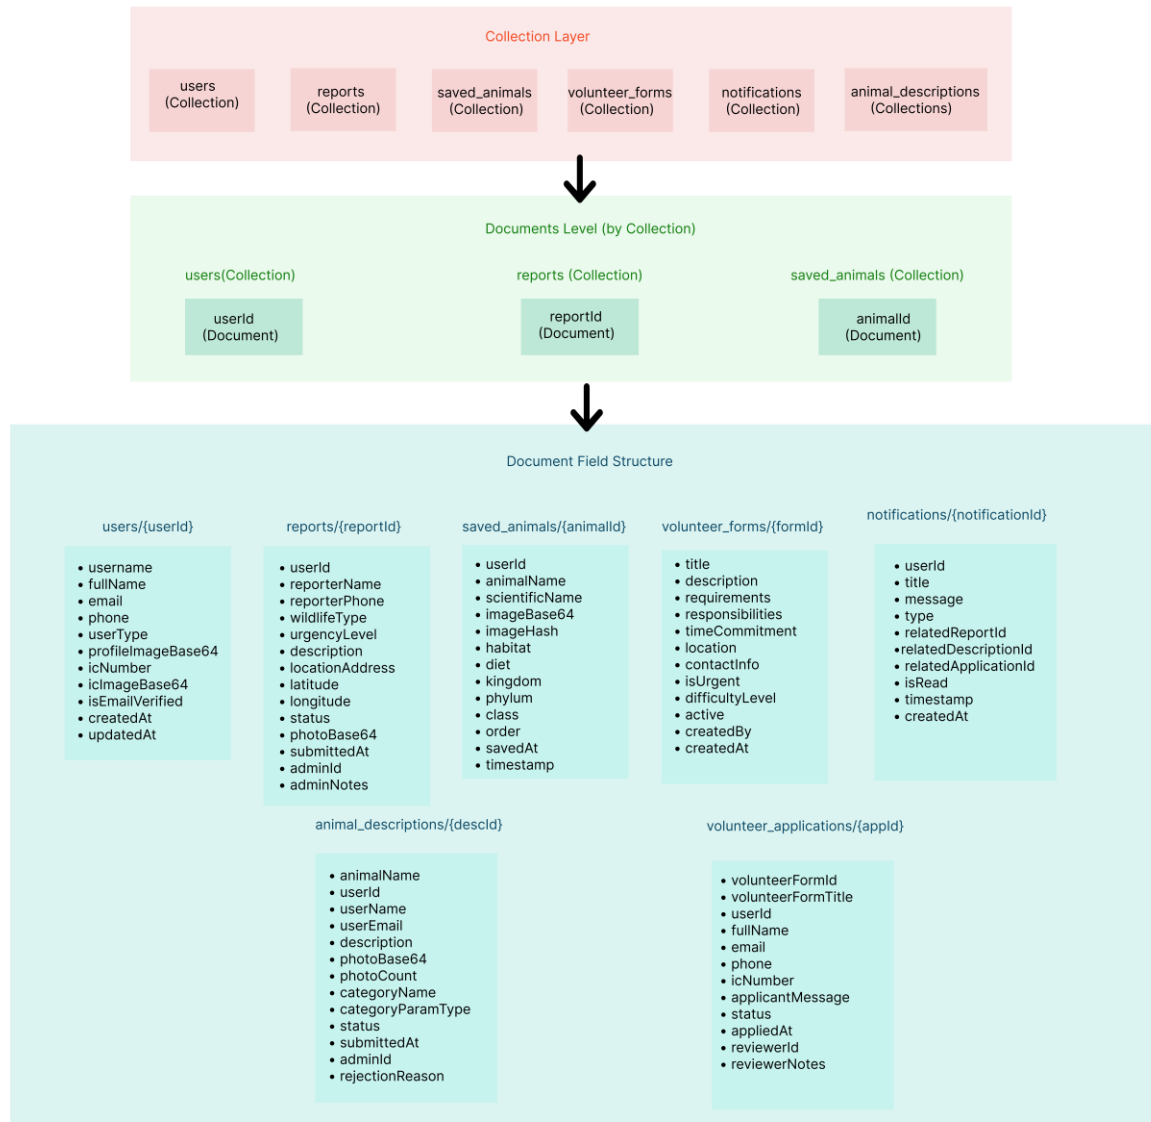 Collection Layer
users
(Collection)
reports
(Collection)
saved_animals
(Collection)
volunteer_forms
(Collection)
notifications
(Collection)
animal_descriptions
(Collections)
Documents Level (by Collection)
users(Collection)
reports (Collection)
saved_animals (Collection)
userId
(Document)
reportId
(Document)
animalId
(Document)
Document Field Structure
users/{userId}
• username
• fullName
• email
• phone
• userType
• profileImageBase64
• icNumber
• icImageBase64
• isEmailVerified
• createdAt
• updatedAt
reports/{reportId}
• userId
• reporterName
• reporterPhone
• wildlifeType
• urgencyLevel
• description
• locationAddress
• latitude
• longitude
• status
• photoBase64
• submittedAt
• adminId
• adminNotes
saved_animals/{animalId}
• userId
• animalName
• scientificName
• imageBase64
• imageHash
• habitat
• diet
• kingdom
• phylum
• class
• order
• savedAt
• timestamp
volunteer_forms/{formId}
• title
• description
• requirements
• responsibilities
• timeCommitment
• location
• contactInfo
• isUrgent
• difficultyLevel
• active
• createdBy
• createdAt
notifications/{notificationId}
• userId
• title
• message
• type
• relatedReportId
•relatedDescriptionId
• relatedApplicationId
• isRead
• timestamp
• createdAt
animal_descriptions/{descId}
• animalName
• userId
• userName
• userEmail
• description
• photoBase64
• photoCount
• categoryName
• categoryParamType
• status
• submittedAt
• adminId
• rejectionReason
volunteer_applications/{appId}
• volunteerFormId
• volunteerFormTitle
• userId
• fullName
• email
• phone
• icNumber
• applicantMessage
• status
• appliedAt
• reviewerId
• reviewerNotes